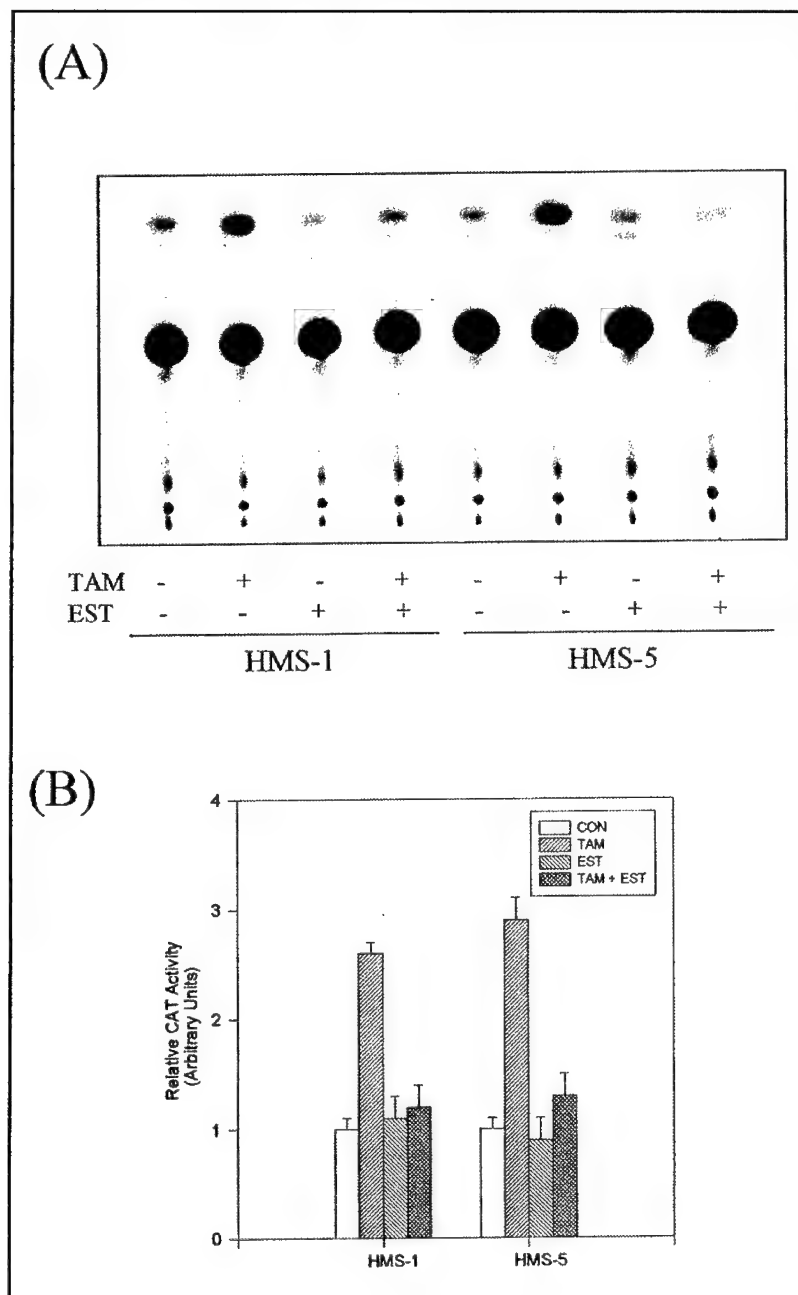 (A)
TAM - + - + - + - +
EST - - + + - - + +
HMS-1 HMS-5
(B)
4
3
2
1
0
Relative CAT Activity
(Arbitrary Units)
CON
TAM
EST
TAM + EST
HMS-1 HMS-5